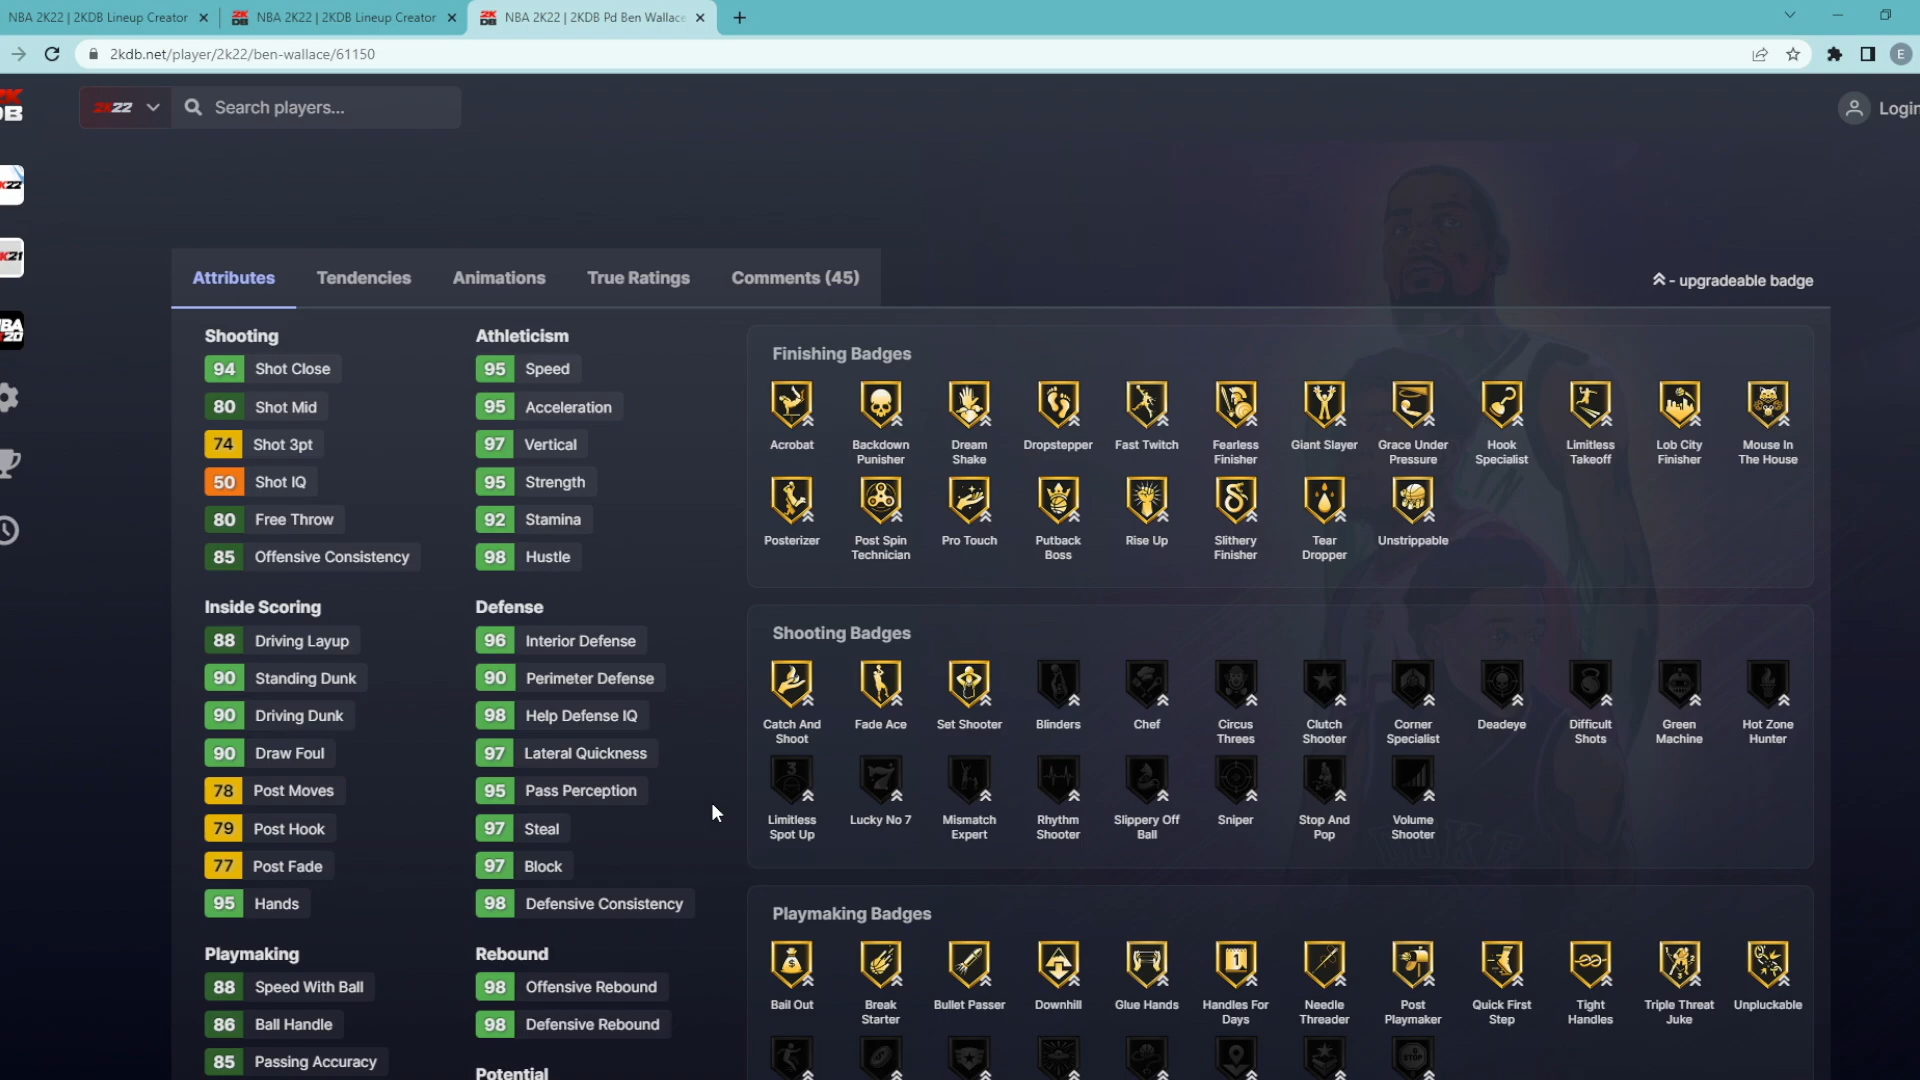 NBA 2K22 | 2KDB Lineup Creator
NBA 2K22 | 2KDB Lineup Creator
NBA 2K22 | 2KDB Pd Ben Wallace
2kdb.net/player/2k22/ben-wallace/61150
E
2K22
Search players...
Login
Attributes
Tendencies
Animations
True Ratings
Comments (45)
- upgradeable badge
Shooting
94 Shot Close
80 Shot Mid
74 Shot 3pt
50 Shot IQ
80 Free Throw
85 Offensive Consistency
Inside Scoring
88 Driving Layup
90 Standing Dunk
90 Driving Dunk
90 Draw Foul
78 Post Moves
79 Post Hook
77 Post Fade
95 Hands
Playmaking
88 Speed With Ball
86 Ball Handle
85 Passing Accuracy
Athleticism
95 Speed
95 Acceleration
97 Vertical
95 Strength
92 Stamina
98 Hustle
Defense
96 Interior Defense
90 Perimeter Defense
98 Help Defense IQ
97 Lateral Quickness
95 Pass Perception
97 Steal
97 Block
98 Defensive Consistency
Rebound
98 Offensive Rebound
98 Defensive Rebound
Potential
Finishing Badges
Acrobat
Backdown Punisher
Dream Shake
Dropstepper
Fast Twitch
Fearless Finisher
Giant Slayer
Grace Under Pressure
Hook Specialist
Limitless Takeoff
Lob City Finisher
Mouse In The House
Posterizer
Post Spin Technician
Pro Touch
Putback Boss
Rise Up
Slithery Finisher
Tear Dropper
Unstrippable
Shooting Badges
Catch And Shoot
Fade Ace
Set Shooter
Blinders
Chef
Circus Threes
Clutch Shooter
Corner Specialist
Deadeye
Difficult Shots
Green Machine
Hot Zone Hunter
Limitless Spot Up
Lucky No 7
Mismatch Expert
Rhythm Shooter
Slippery Off Ball
Sniper
Stop And Pop
Volume Shooter
Playmaking Badges
Bail Out
Break Starter
Bullet Passer
Downhill
Glue Hands
Handles For Days
Needle Threader
Post Playmaker
Quick First Step
Tight Handles
Triple Threat Juke
Unpluckable